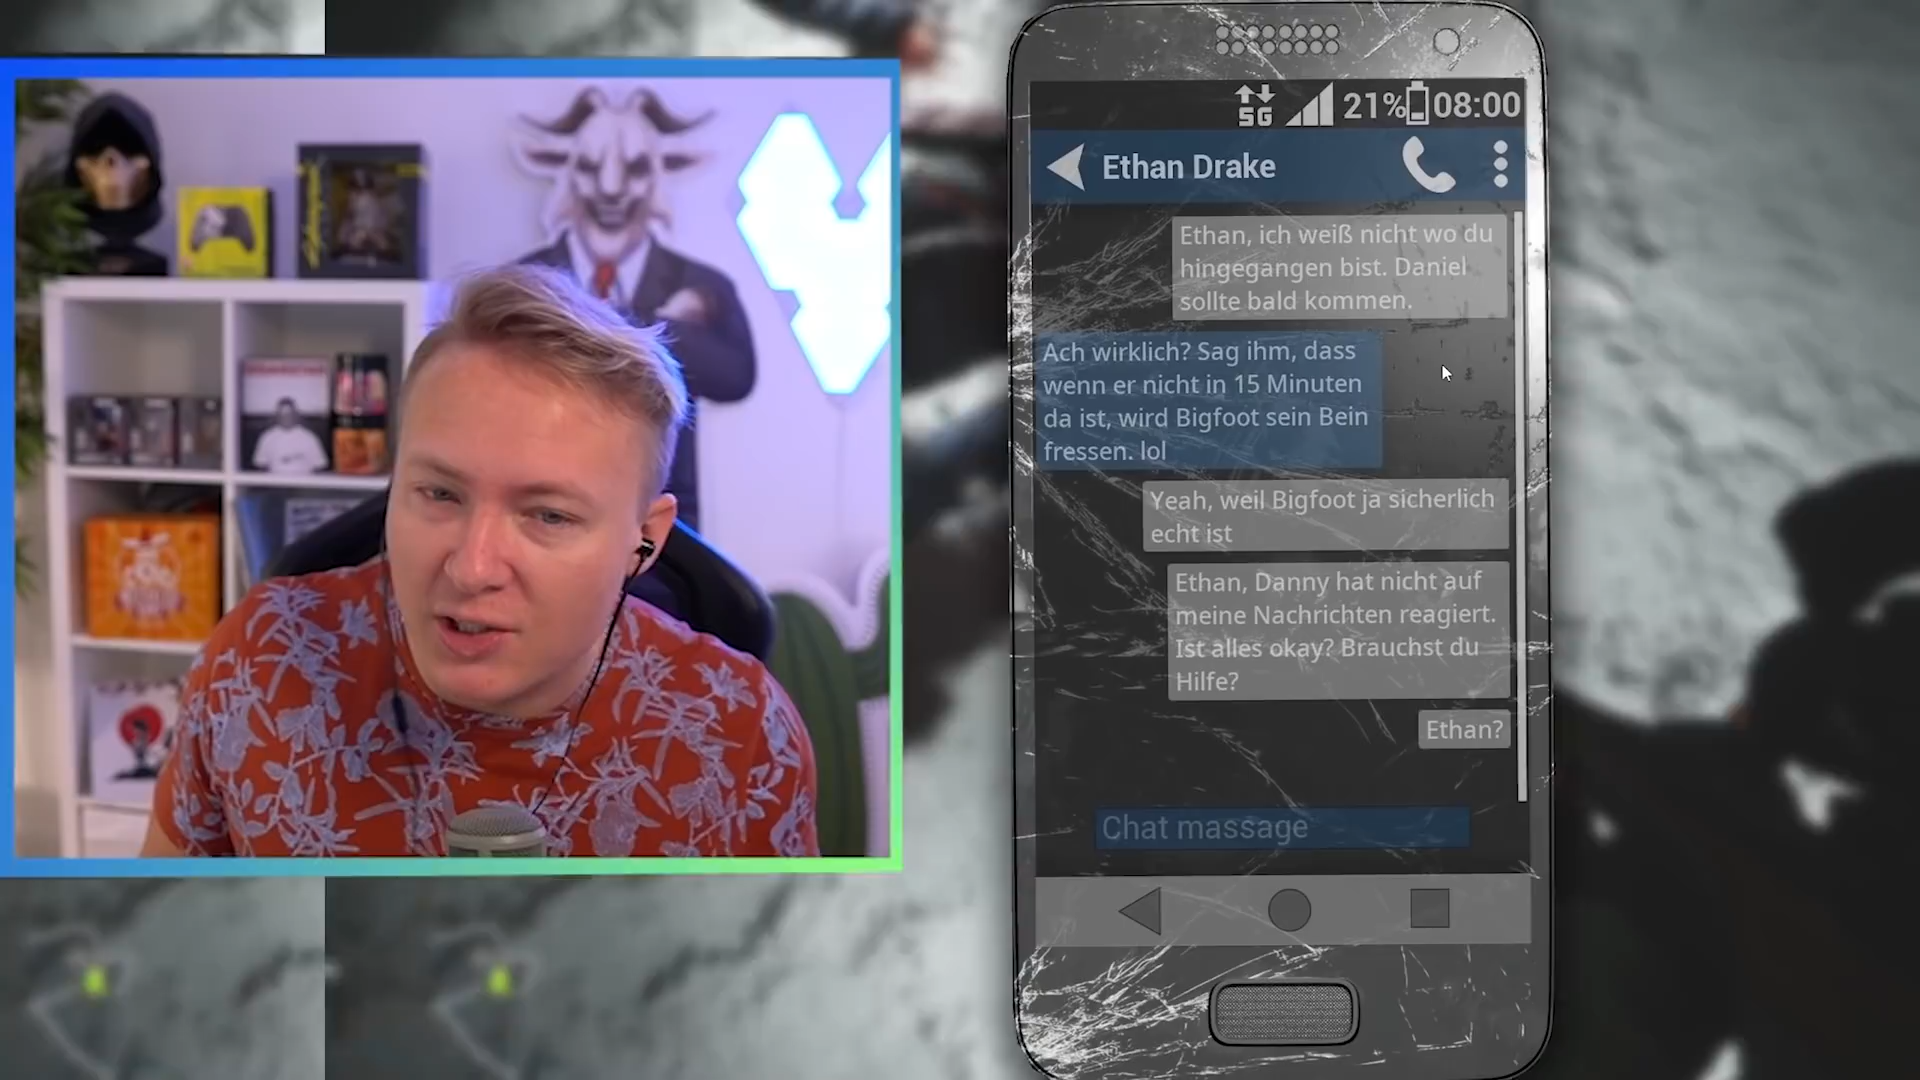 5G 21% 08:00
Ethan Drake
Ethan, ich weiß nicht wo du
hingegangen bist. Daniel
sollte bald kommen.
Ach wirklich? Sag ihm, dass
wenn er nicht in 15 Minuten
da ist, wird Bigfoot sein Bein
fressen. lol
Yeah, weil Bigfoot ja sicherlich
echt ist
Ethan, Danny hat nicht auf
meine Nachrichten reagiert.
Ist alles okay? Brauchst du
Hilfe?
Ethan?
Chat massage